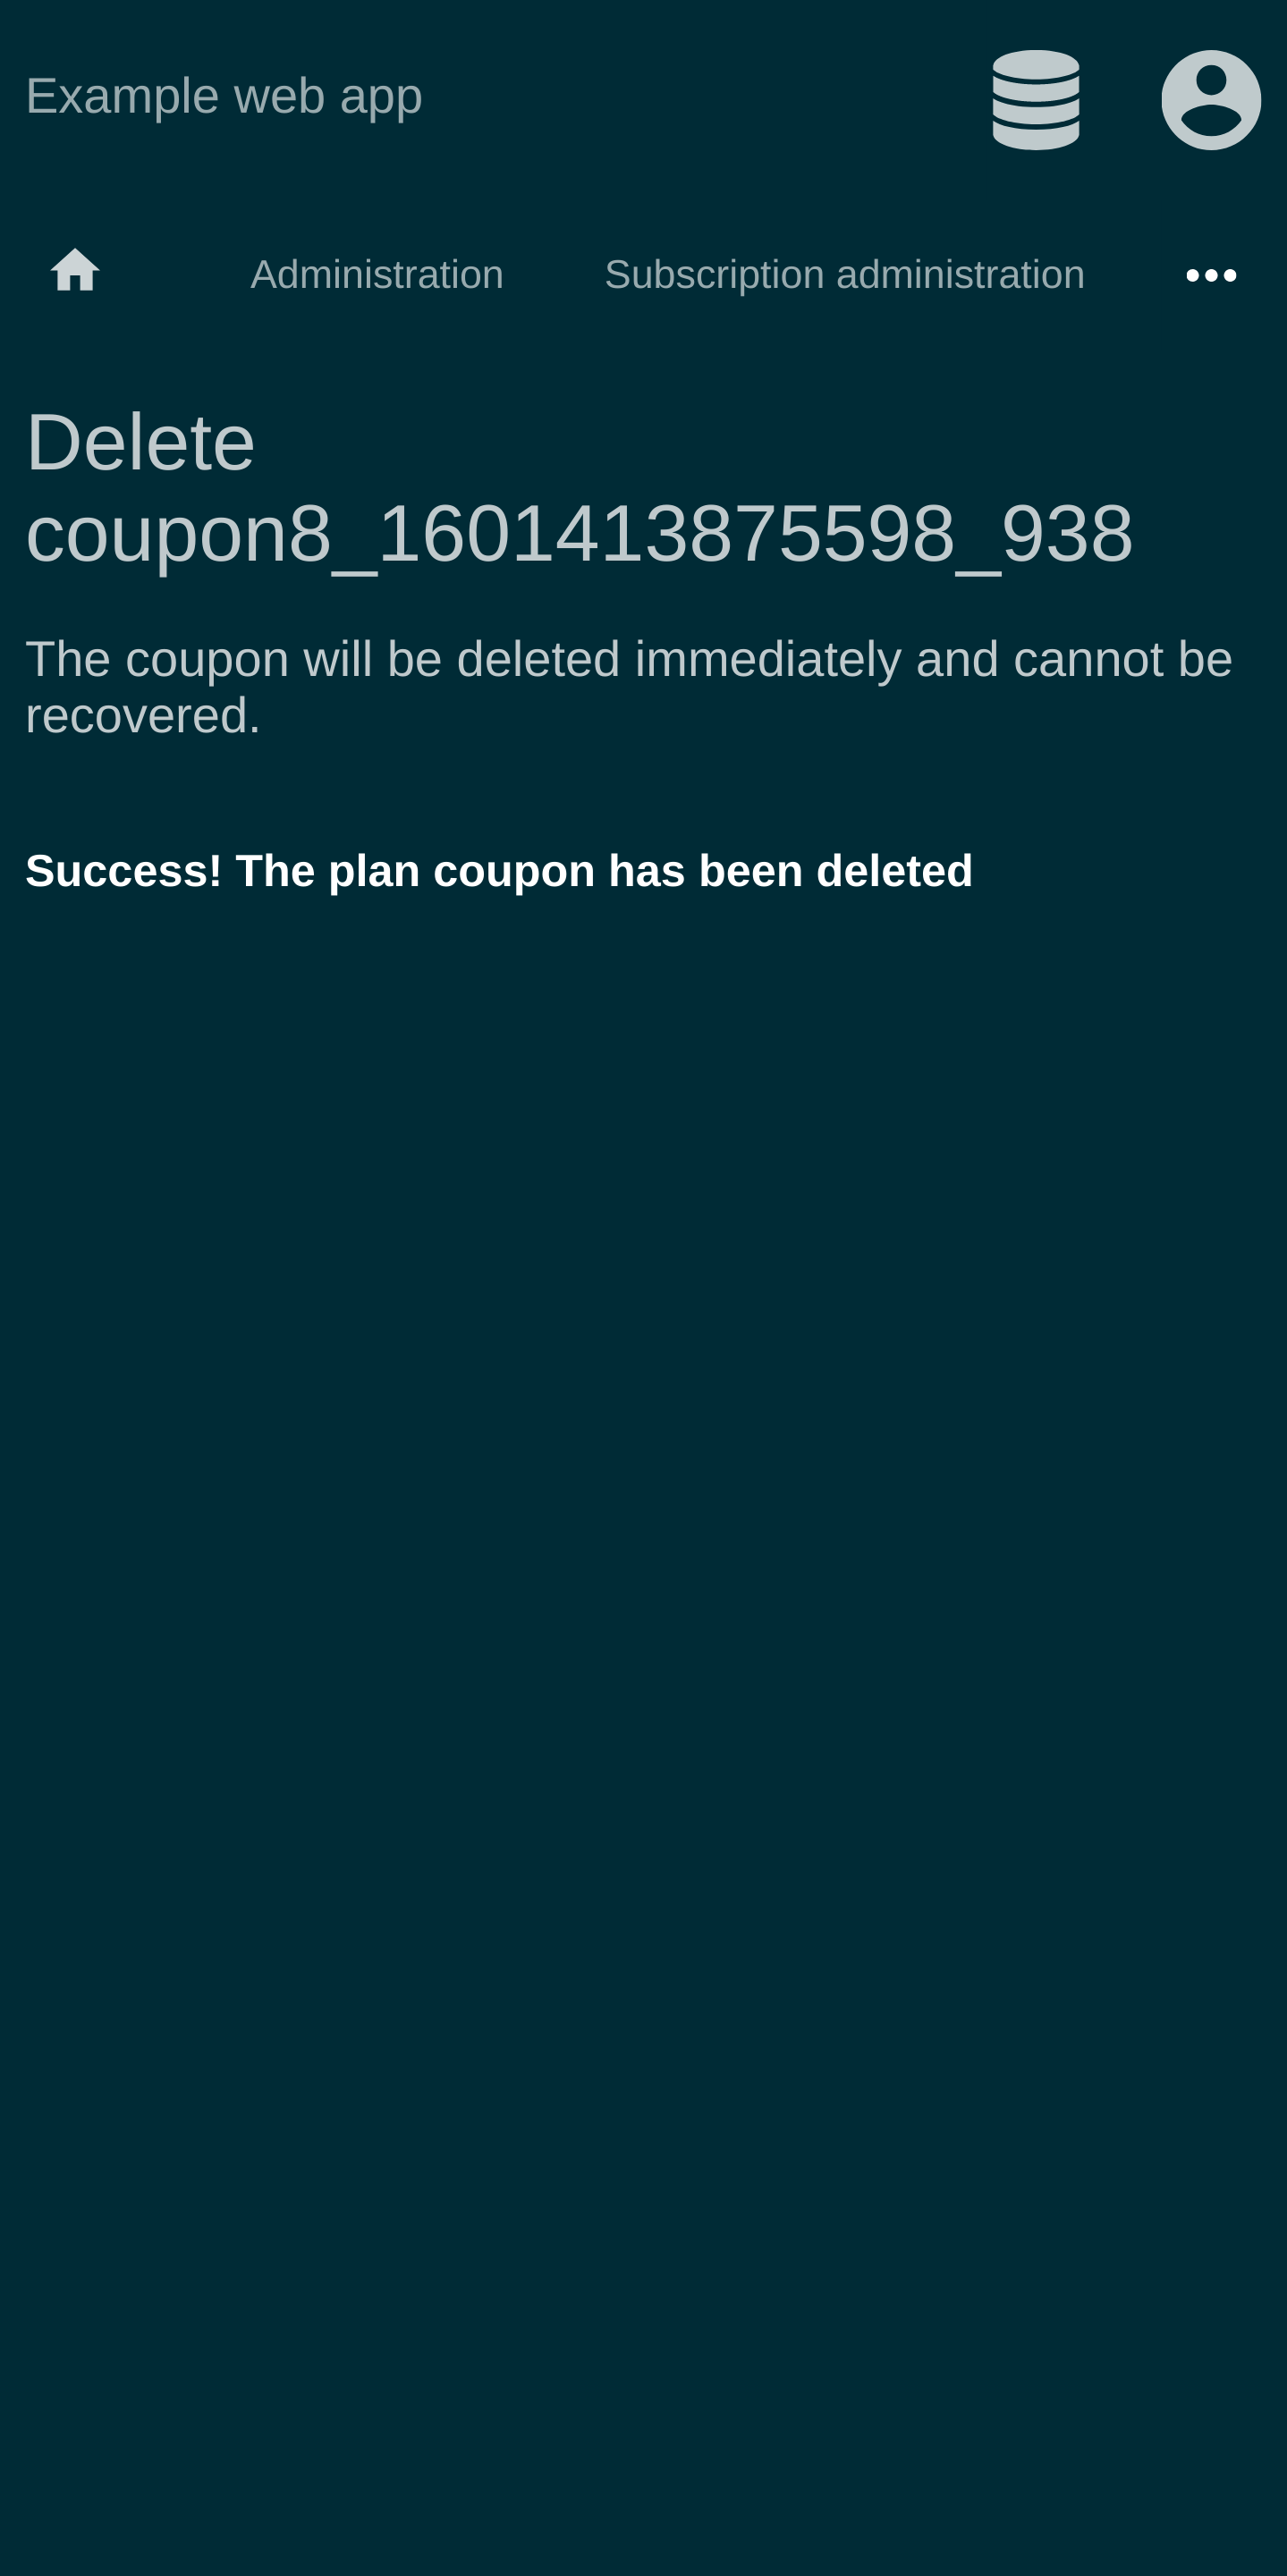 Example web app
Administration
Subscription administration
Delete
coupon8_1601413875598_938
The coupon will be deleted immediately and cannot be
recovered.
Success! The plan coupon has been deleted